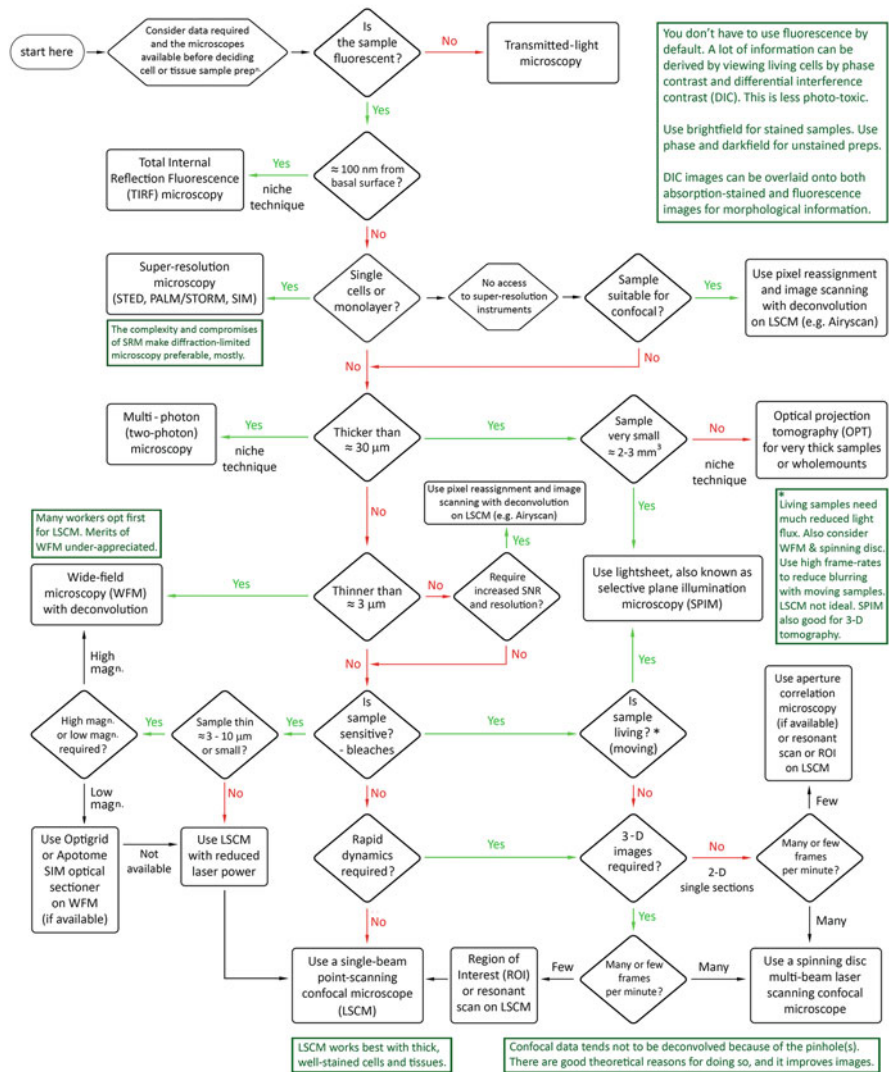 start here
Consider data required
and the microscopes
available before deciding
cell or tissue sample prepⁿ.
Is
the sample
fluorescent?
No
Transmitted-light
microscopy
You don't have to use fluorescence by
default. A lot of information can be
derived by viewing living cells by phase
contrast and differential interference
contrast (DIC). This is less photo-toxic.
Use brightfield for stained samples. Use
phase and darkfield for unstained preps.
DIC images can be overlaid onto both
absorption-stained and fluorescence
images for morphological information.
Yes
Total Internal
Reflection Fluorescence
(TIRF) microscopy
Yes
niche
technique
≈ 100 nm from
basal surface?
No
Super-resolution
microscopy
(STED, PALM/STORM, SIM)
Yes
Single
cells or
monolayer?
No access
to super-resolution
instruments
Sample
suitable for
confocal?
Yes
Use pixel reassignment
and image scanning
with deconvolution
on LSCM (e.g. Airyscan)
The complexity and compromises
of SRM make diffraction-limited
microscopy preferable, mostly.
No
No
Multi - photon
(two-photon)
microscopy
Yes
niche
technique
Thicker than
≈ 30 µm
Yes
Sample
very small
≈ 2-3 mm³
No
niche
technique
Optical projection
tomography (OPT)
for very thick samples
or wholemounts
No
Yes
Use pixel reassignment and image
scanning with deconvolution
on LSCM (e.g. Airyscan)
Many workers opt first
for LSCM. Merits of
WFM under-appreciated.
*
Living samples need
much reduced light
flux. Also consider
WFM & spinning disc.
Use high frame-rates
to reduce blurring
with moving samples.
LSCM not ideal. SPIM
also good for 3-D
tomography.
Yes
Wide-field
microscopy (WFM)
with deconvolution
Yes
Thinner than
≈ 3 µm
No
Require
increased SNR
and resolution?
Use lightsheet, also known as
selective plane illumination
microscopy (SPIM)
No
No
Yes
High
magⁿ.
High magⁿ.
or low magⁿ.
required?
Yes
Sample thin
≈3 - 10 µm
or small?
Yes
Is
sample
sensitive?
- bleaches
Yes
Is
sample
living? *
(moving)
Use aperture
correlation
microscopy
(if available)
or resonant
scan or ROI
on LSCM
Low
magⁿ.
No
No
No
Few
Use Optigrid
or Apotome
SIM optical
sectioner
on WFM
(if available)
Not
available
Use LSCM
with reduced
laser power
Rapid
dynamics
required?
Yes
3 - D
images
required?
No
2-D
single sections
Many or few
frames
per minute?
No
Yes
Many
Use a single-beam
point-scanning
confocal microscope
(LSCM)
Region of
Interest (ROI)
or resonant
scan on LSCM
Few
Many or few
frames
per minute?
Many
Use a spinning disc
multi-beam laser
scanning confocal
microscope
LSCM works best with thick,
well-stained cells and tissues.
Confocal data tends not to be deconvolved because of the pinhole(s).
There are good theoretical reasons for doing so, and it improves images.